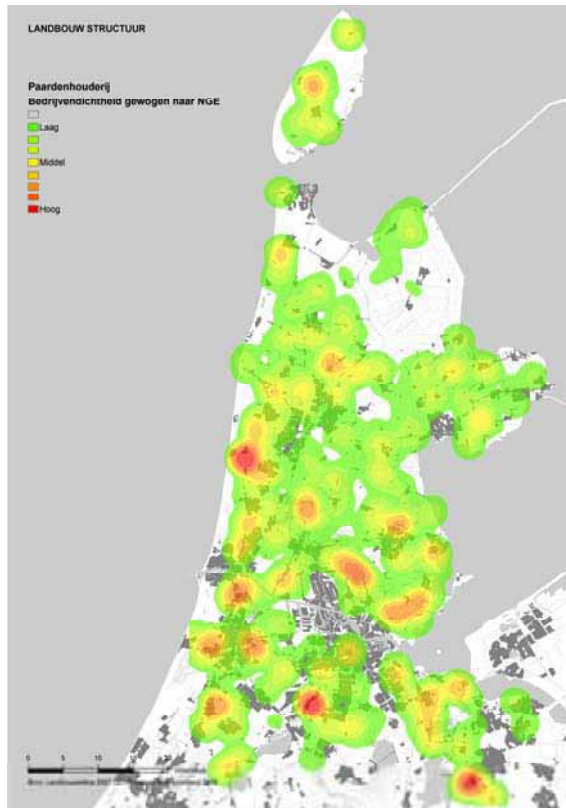 LANDBOUW STRUCTUUR
Paardenhouderij
Bedrijvendichtheid gewogen naar NGE
Laag
Middel
Hoog
0 5 10